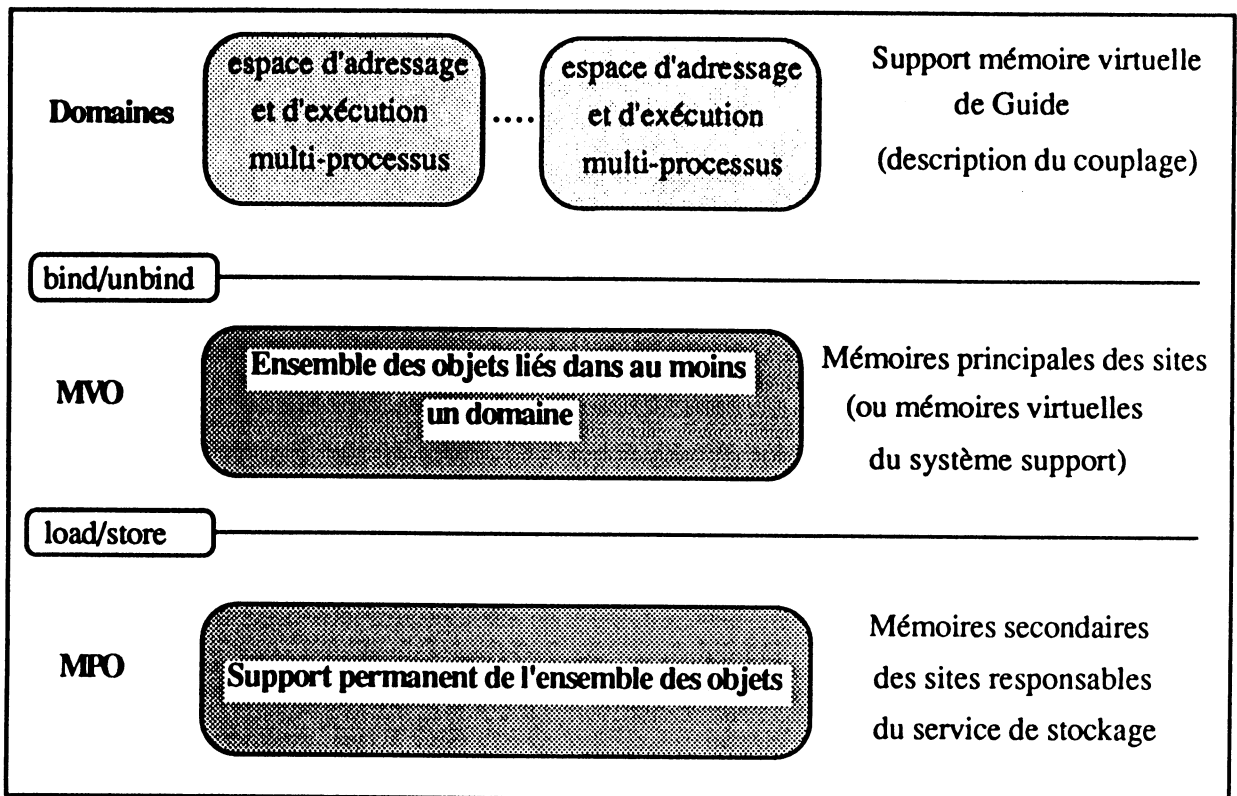 Domaines
espace d'adressage
et d'exécution
multi-processus
....
espace d'adressage
et d'exécution
multi-processus
Support mémoire virtuelle
de Guide
(description du couplage)
bind/unbind
MVO
Ensemble des objets liés dans au moins
un domaine
Mémoires principales des sites
(ou mémoires virtuelles
du système support)
load/store
MPO
Support permanent de l'ensemble des objets
Mémoires secondaires
des sites responsables
du service de stockage